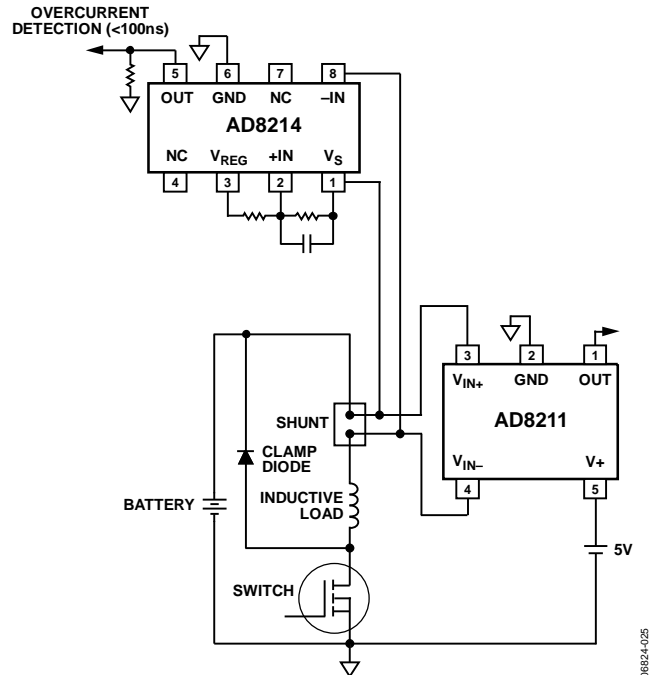 OVERCURRENT
DETECTION (<100ns)
5 6 7 8
OUT GND NC –IN
AD8214
NC VREG +IN VS
4 3 2 1
3 2 1
VIN+ GND OUT
AD8211
VIN– V+
4 5
SHUNT
CLAMP
DIODE
BATTERY
INDUCTIVE
LOAD
5V
SWITCH
06824-025